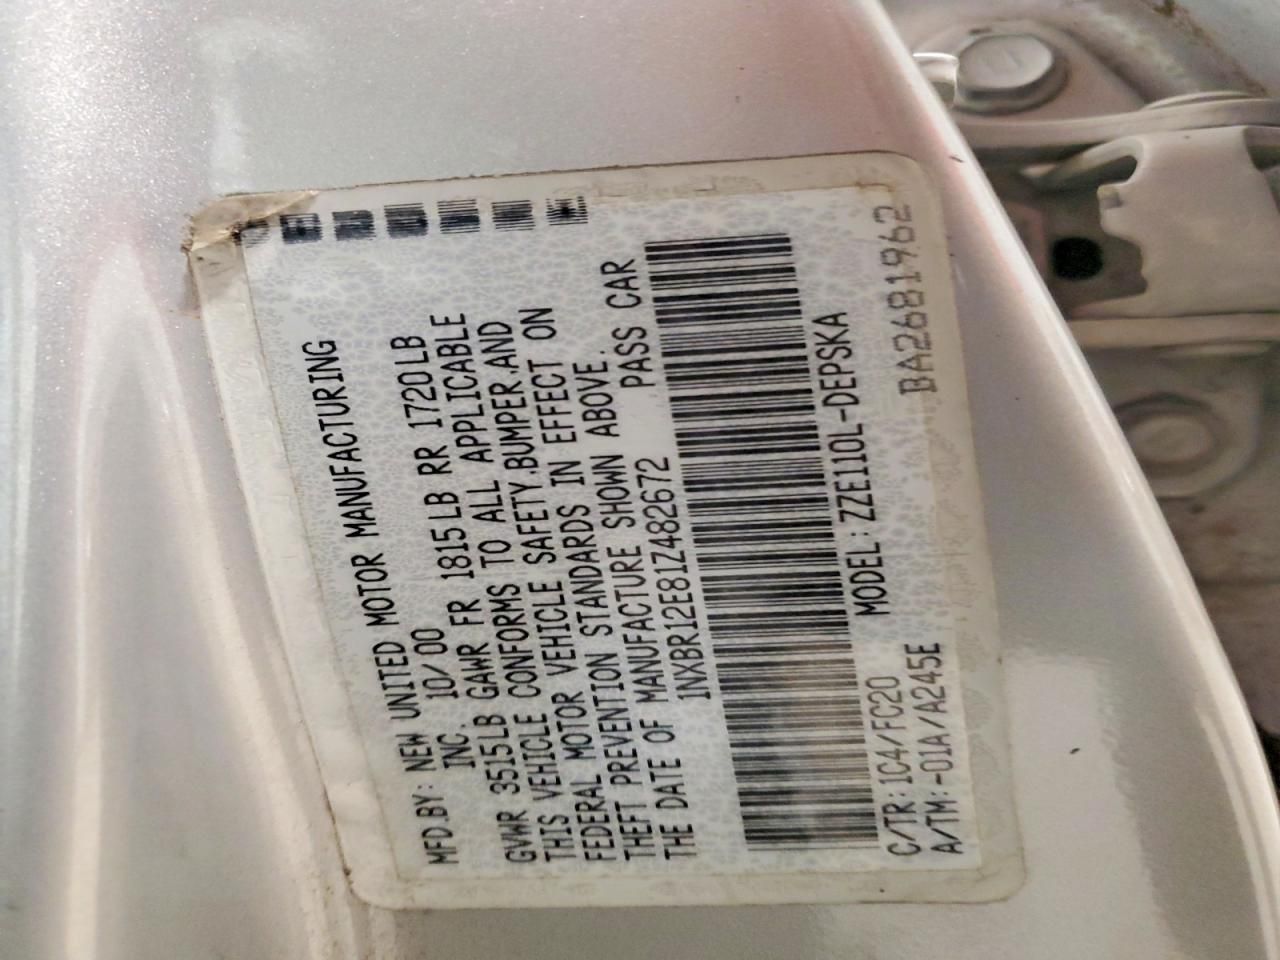 MFD.BY: NEW UNITED MOTOR MANUFACTURING
INC. 10/00
GVWR 3515LB GAWR FR 1815LB RR 1720LB
THIS VEHICLE CONFORMS TO ALL APPLICABLE
FEDERAL MOTOR VEHICLE SAFETY.BUMPER.AND
THEFT PREVENTION STANDARDS IN EFFECT ON
THE DATE OF MANUFACTURE SHOWN ABOVE.
1NXBR12E81Z482672 PASS CAR
MODEL: ZZE110L-DEPSKA
C/TR: 1C4/FC20
A/TM:-01A/A245E
BA2681962